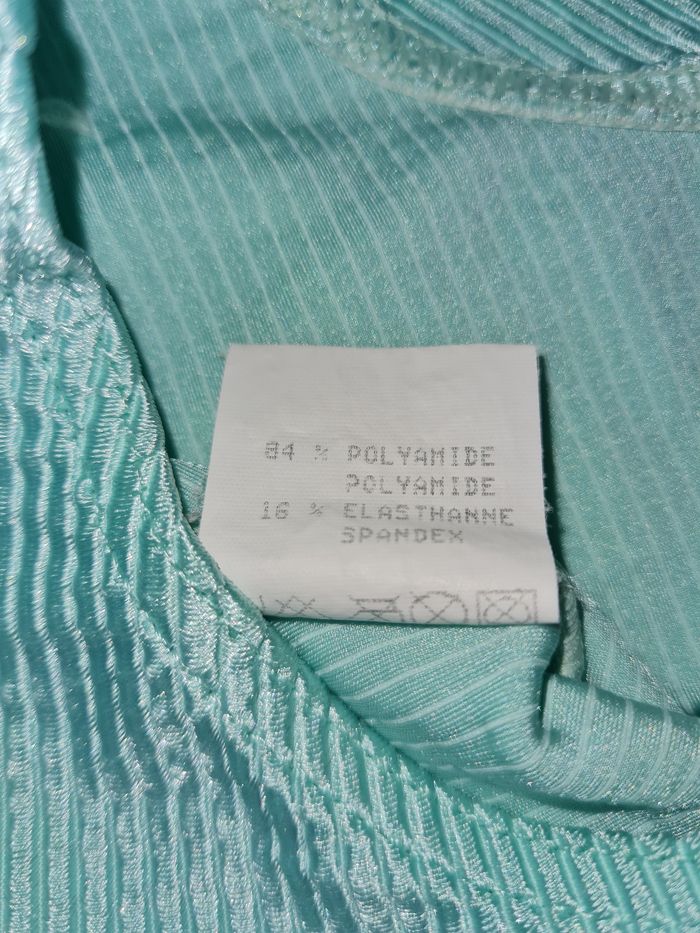 84 % POLYAMIDE
POLYAMIDE
16 % ELASTHANNE
SPANDEX